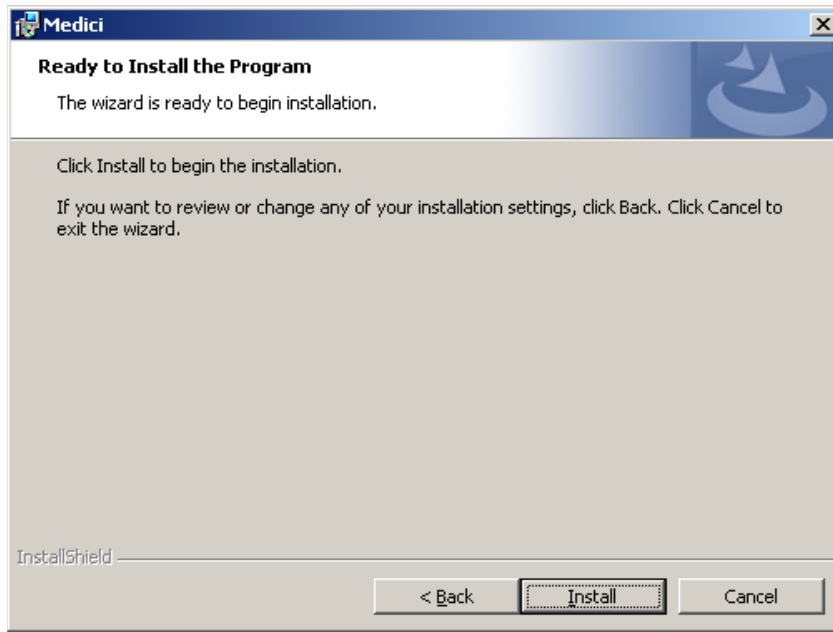 Medici
Ready to Install the Program
The wizard is ready to begin installation.
Click Install to begin the installation.
If you want to review or change any of your installation settings, click Back. Click Cancel to
exit the wizard.
InstallShield
< Back
Install
Cancel